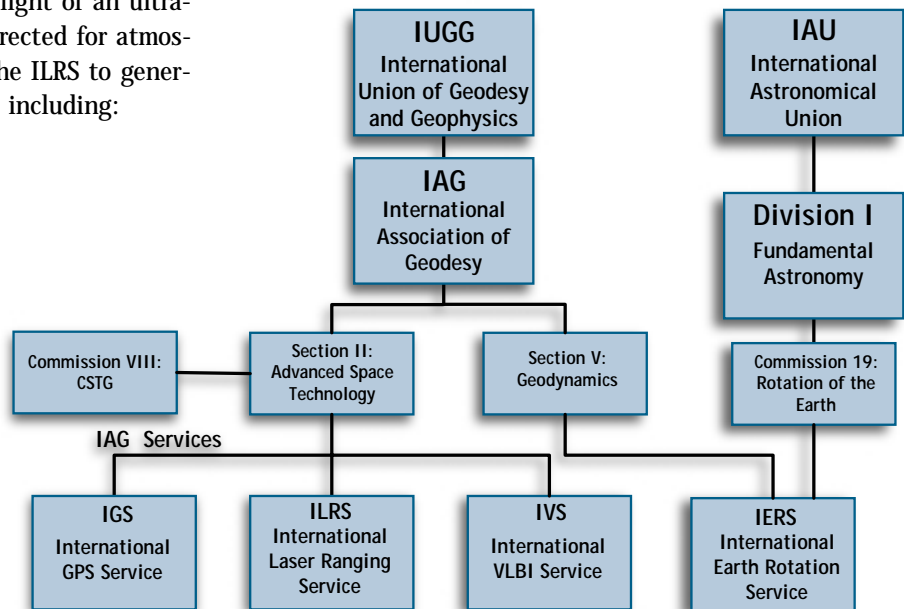 light of an ultra-
rected for atmos-
he ILRS to gener-
including:
IUGG
International
Union of Geodesy
and Geophysics
IAU
International
Astronomical
Union
IAG
International
Association of
Geodesy
Division I
Fundamental
Astronomy
Commission VIII:
CSTG
Section II:
Advanced Space
Technology
Section V:
Geodynamics
Commission 19:
Rotation of the
Earth
IAG Services
IGS
International
GPS Service
ILRS
International
Laser Ranging
Service
IVS
International
VLBI Service
IERS
International
Earth Rotation
Service